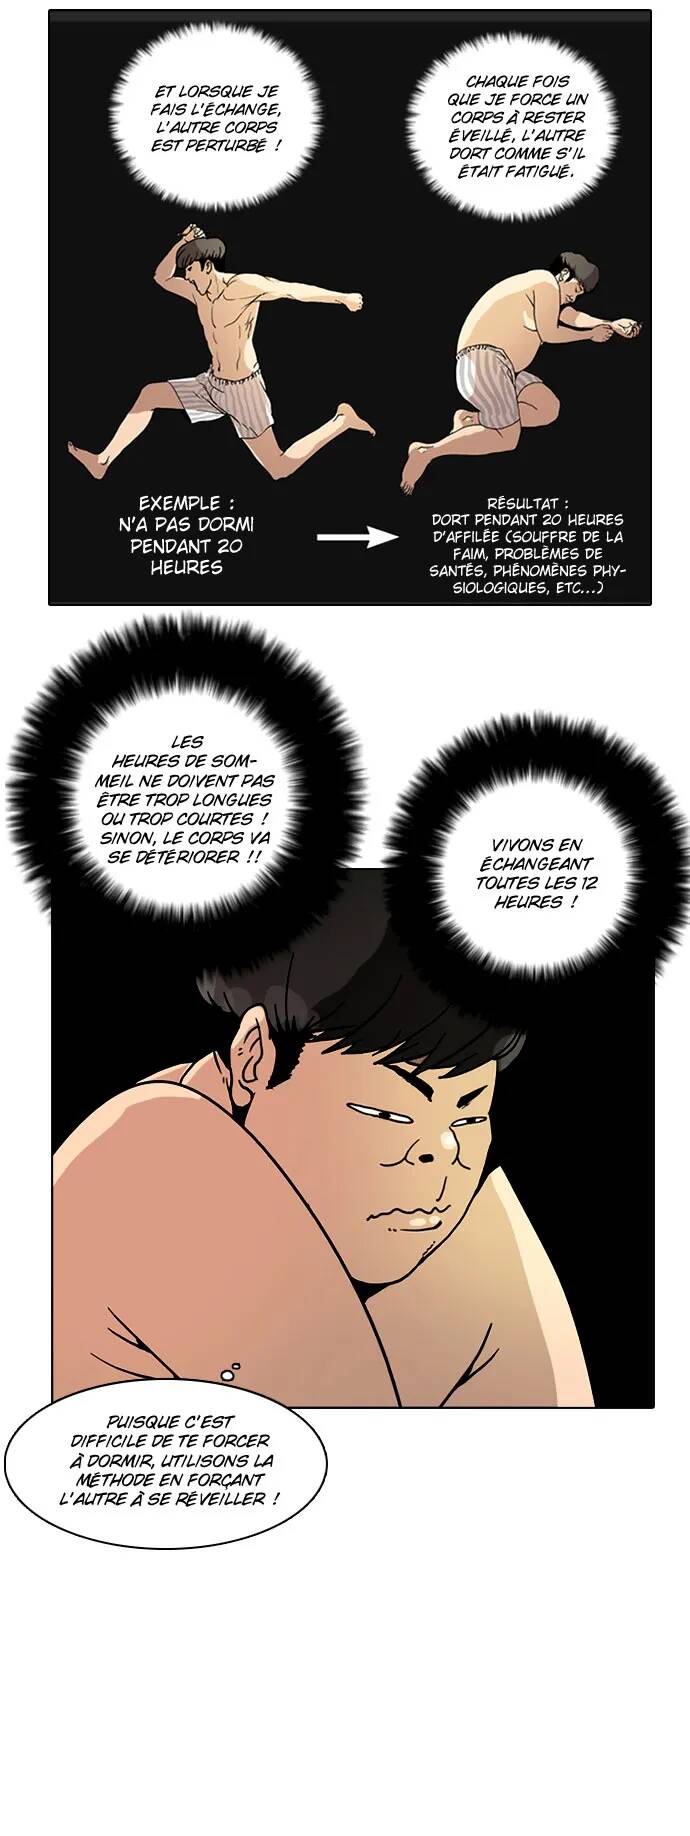 ET LORSQUE JE
FAIS L'ÉCHANGE,
L'AUTRE CORPS
EST PERTURBÉ !
CHAQUE FOIS
QUE JE FORCE UN
CORPS À RESTER
ÉVEILLÉ, L'AUTRE
DORT COMME S'IL
ÉTAIT FATIGUÉ.
EXEMPLE :
N'A PAS DORMI
PENDANT 20
HEURES
RÉSULTAT :
DORT PENDANT 20 HEURES
D'AFFILÉE (SOUFFRE DE LA
FAIM, PROBLÈMES DE
SANTÉS, PHÉNOMÈNES PHY-
SIOLOGIQUES, ETC...)
LES
HEURES DE SOM-
MEIL NE DOIVENT PAS
ÊTRE TROP LONGUES
OU TROP COURTES !
SINON, LE CORPS VA
SE DÉTÉRIORER !!
VIVONS EN
ÉCHANGEANT
TOUTES LES 12
HEURES !
PUISQUE C'EST
DIFFICILE DE TE FORCER
À DORMIR, UTILISONS LA
MÉTHODE EN FORÇANT
L'AUTRE À SE RÉVEILLER !